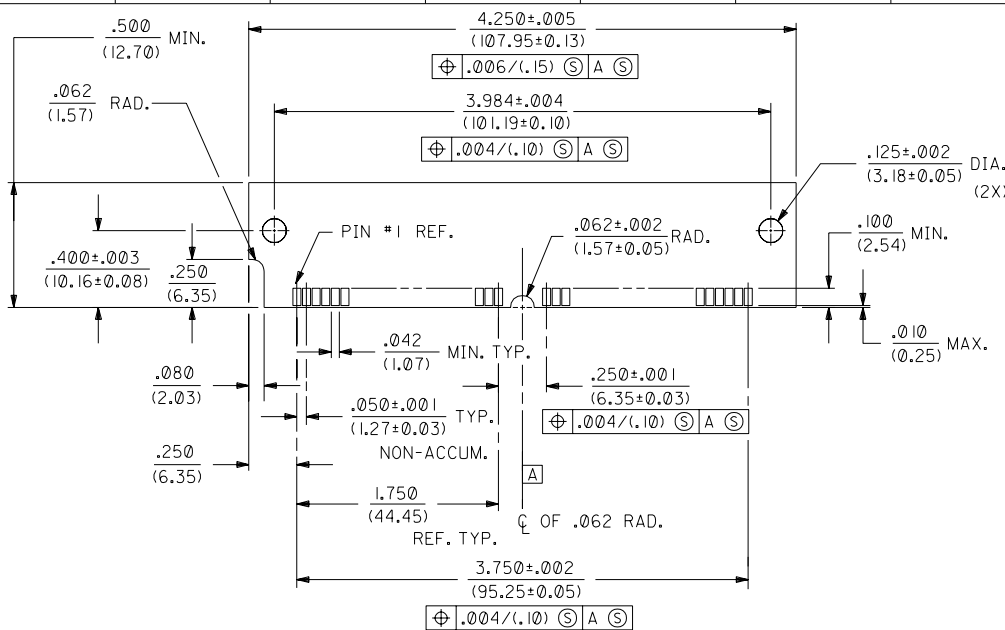 .500
(12.70)
MIN.
4.250±.005
(107.95±0.13)
⌖ .006/(.15) Ⓢ A Ⓢ
.062
(1.57)
RAD.
3.984±.004
(101.19±0.10)
⌖ .004/(.10) Ⓢ A Ⓢ
.125±.002
(3.18±0.05)
DIA.
(2X)
PIN #1 REF.
.062±.002
(1.57±0.05)
RAD.
.100
(2.54)
MIN.
.400±.003
(10.16±0.08)
.250
(6.35)
.010
(0.25)
MAX.
.042
(1.07)
MIN. TYP.
.080
(2.03)
.250±.001
(6.35±0.03)
⌖ .004/(.10) Ⓢ A Ⓢ
.050±.001
(1.27±0.03)
TYP.
NON-ACCUM.
.250
(6.35)
A
1.750
(44.45)
REF. TYP.
℄ OF .062 RAD.
3.750±.002
(95.25±0.05)
⌖ .004/(.10) Ⓢ A Ⓢ